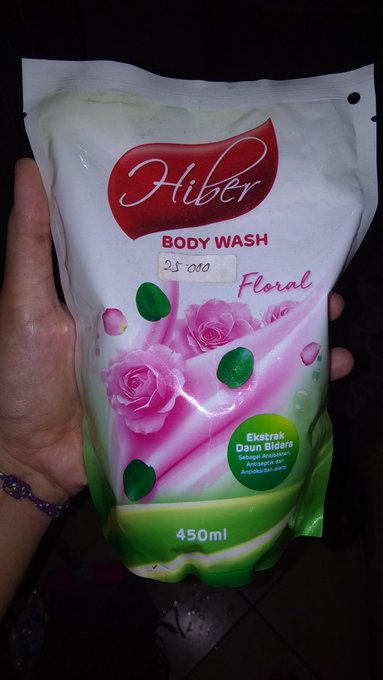 Hiber
BODY WASH
25.000
Floral
Ekstrak
Daun Bidara
Sebagai Antibakteri,
Antiseptik dan
Antioksidan alami
450ml